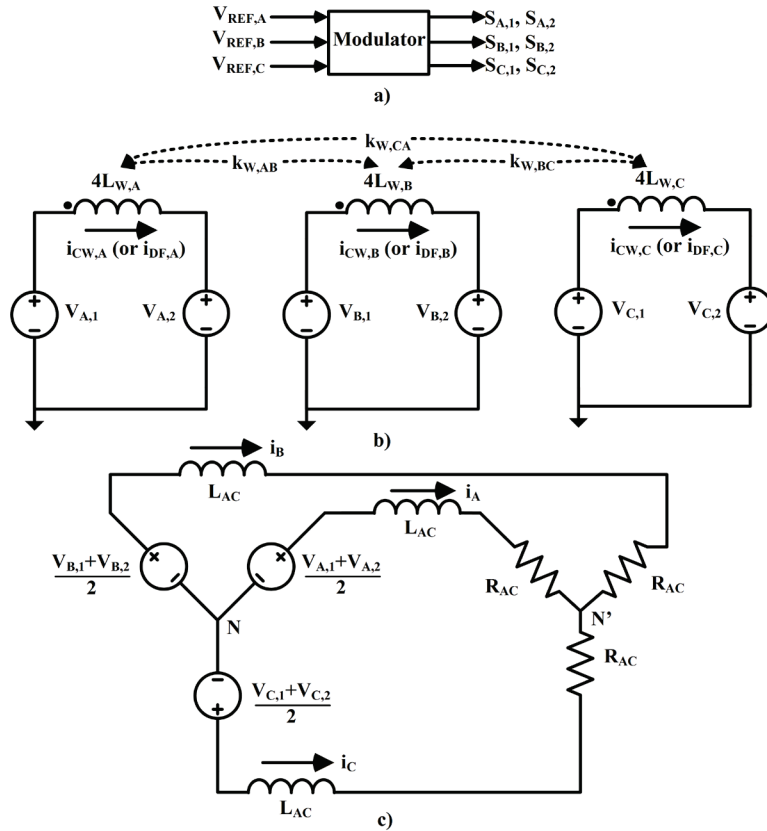 V_REF,A
V_REF,B
V_REF,C
Modulator
S_A,1, S_A,2
S_B,1, S_B,2
S_C,1, S_C,2
a)
k_W,CA
k_W,AB
k_W,BC
4L_W,A
4L_W,B
4L_W,C
i_CW,A (or i_DF,A)
i_CW,B (or i_DF,B)
i_CW,C (or i_DF,C)
+
−
V_A,1
V_A,2
+
−
+
−
V_B,1
V_B,2
+
−
+
−
V_C,1
V_C,2
+
−
b)
i_B
L_AC
i_A
L_AC
V_B,1+V_B,2
2
+
−
+
−
V_A,1+V_A,2
2
R_AC
R_AC
N
N'
R_AC
−
+
V_C,1+V_C,2
2
i_C
L_AC
c)